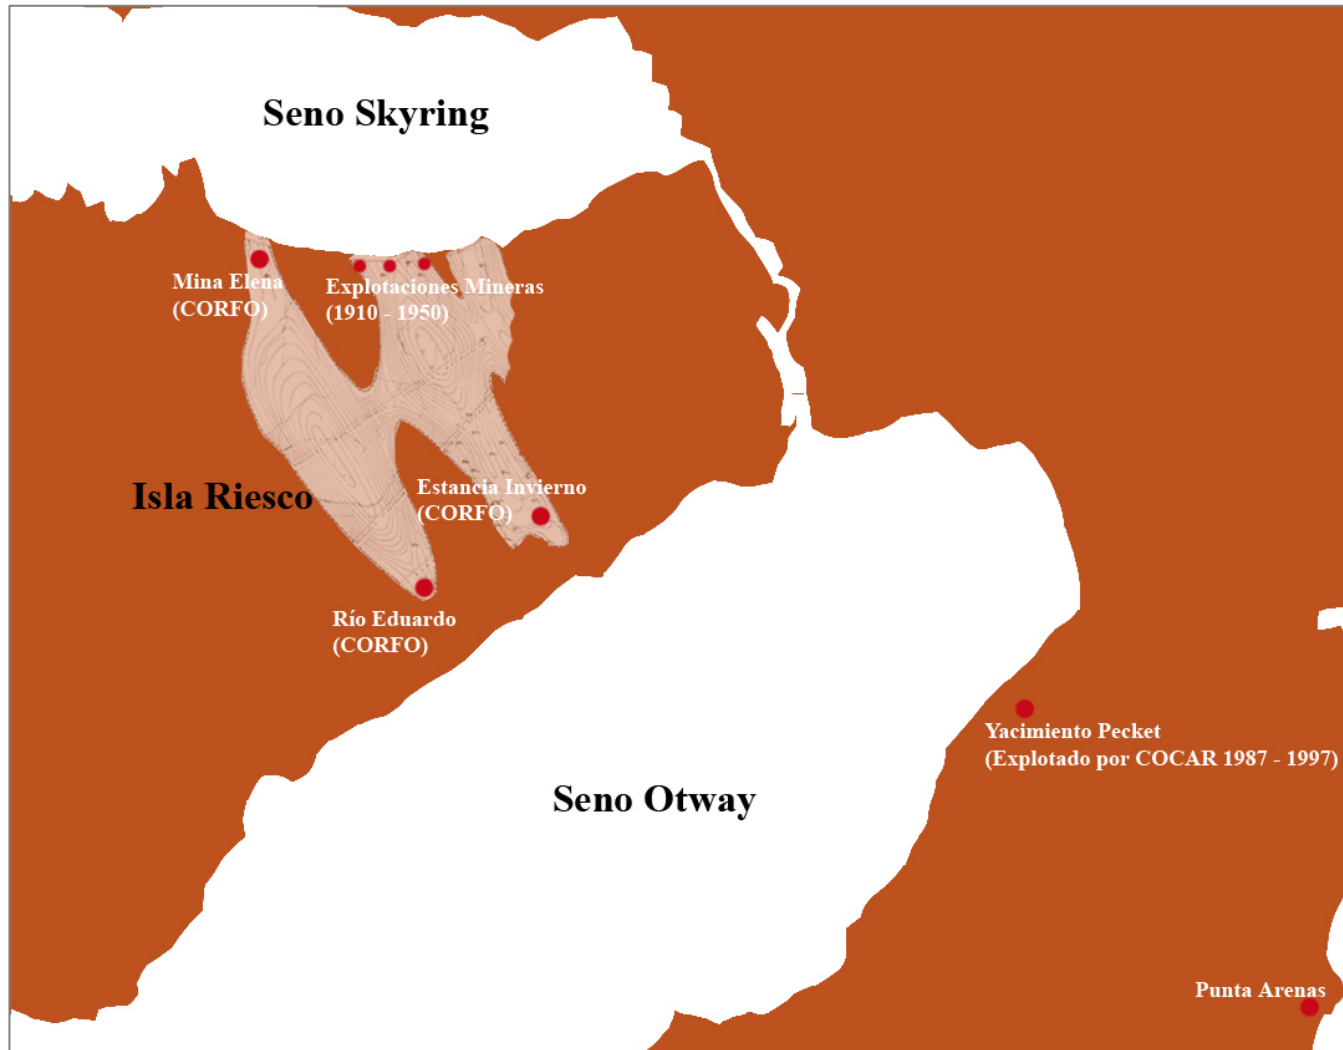 Seno Skyring
Mina Elena
(CORFO)
Explotaciones Mineras
(1910 - 1950)
Isla Riesco
Estancia Invierno
(CORFO)
Río Eduardo
(CORFO)
Yacimiento Pecket
(Explotado por COCAR 1987 - 1997)
Seno Otway
Punta Arenas